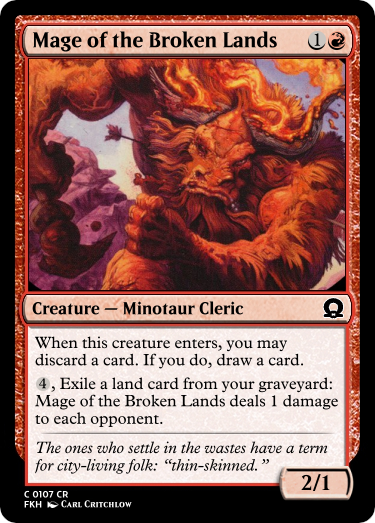 Mage of the Broken Lands 1
Creature — Minotaur Cleric
When this creature enters, you may
discard a card. If you do, draw a card.
4, Exile a land card from your graveyard:
Mage of the Broken Lands deals 1 damage
to each opponent.
The ones who settle in the wastes have a term
for city-living folk: “thin-skinned.”
2/1
C 0107 CR
FKH Carl Critchlow